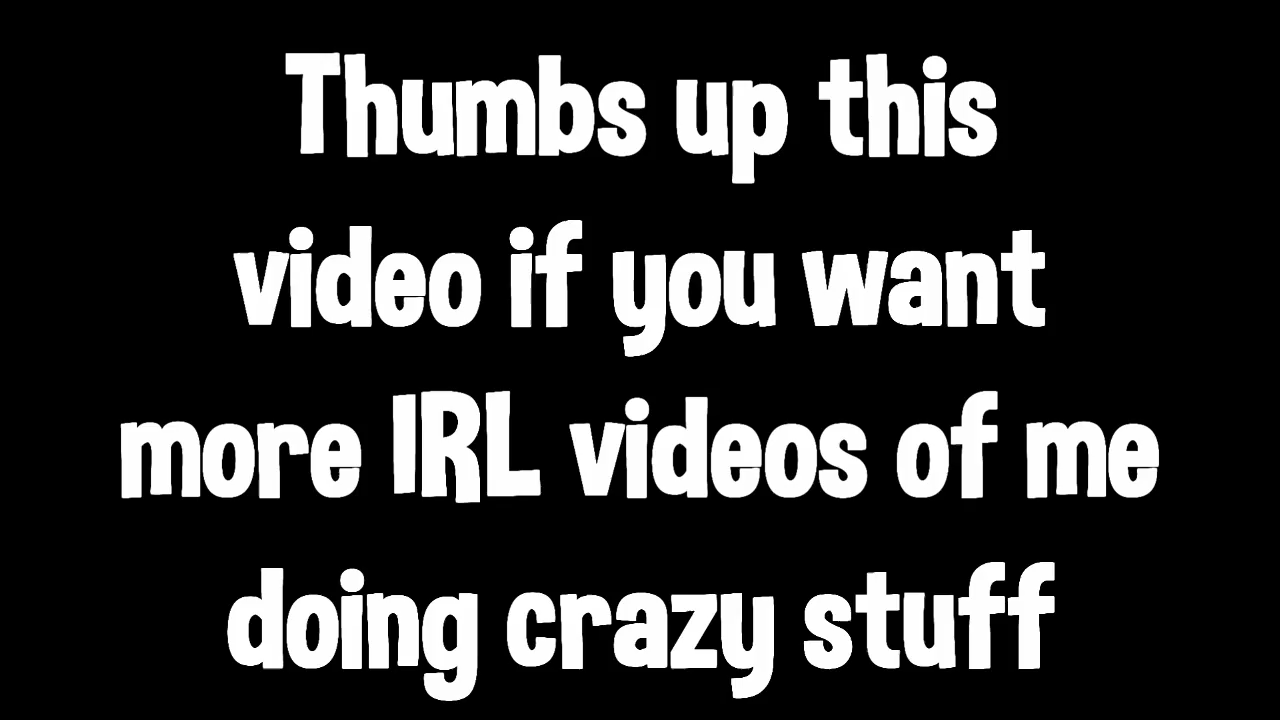 Thumbs up this
video if you want
more IRL videos of me
doing crazy stuff